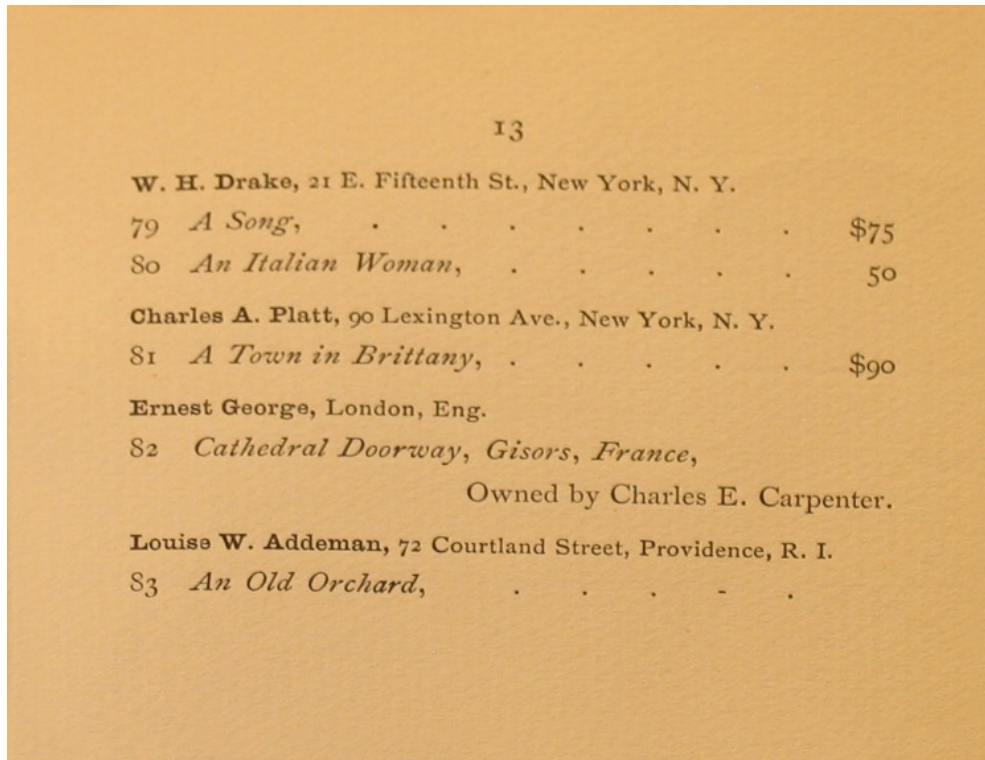 13
W. H. Drake, 21 E. Fifteenth St., New York, N. Y.
79 A Song, . . . . . . . $75
80 An Italian Woman, . . . . . 50
Charles A. Platt, 90 Lexington Ave., New York, N. Y.
81 A Town in Brittany, . . . . . $90
Ernest George, London, Eng.
82 Cathedral Doorway, Gisors, France,
Owned by Charles E. Carpenter.
Louise W. Addeman, 72 Courtland Street, Providence, R. I.
83 An Old Orchard, . . . - .